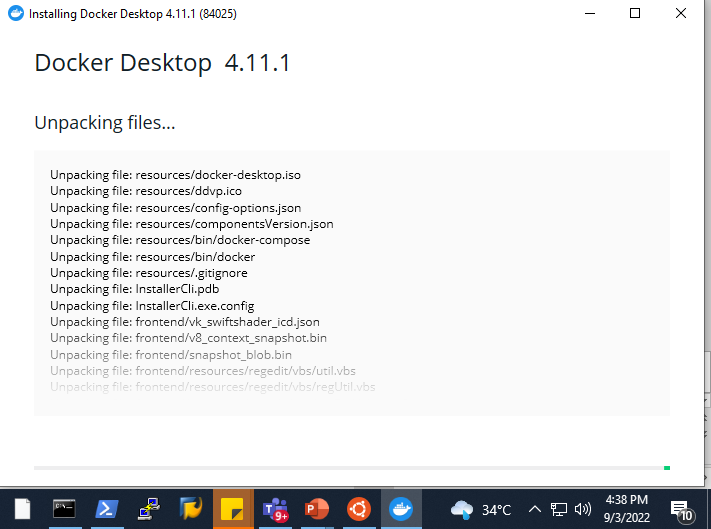 Installing Docker Desktop 4.11.1 (84025)
Docker Desktop 4.11.1
Unpacking files...
Unpacking file: resources/docker-desktop.iso
Unpacking file: resources/ddvp.ico
Unpacking file: resources/config-options.json
Unpacking file: resources/componentsVersion.json
Unpacking file: resources/bin/docker-compose
Unpacking file: resources/bin/docker
Unpacking file: resources/.gitignore
Unpacking file: InstallerCli.pdb
Unpacking file: InstallerCli.exe.config
Unpacking file: frontend/vk_swiftshader_icd.json
Unpacking file: frontend/v8_context_snapshot.bin
Unpacking file: frontend/snapshot_blob.bin
Unpacking file: frontend/resources/regedit/vbs/util.vbs
Unpacking file: frontend/resources/regedit/vbs/regUtil.vbs
T
9+
P
34°C
4:38 PM
9/3/2022
10